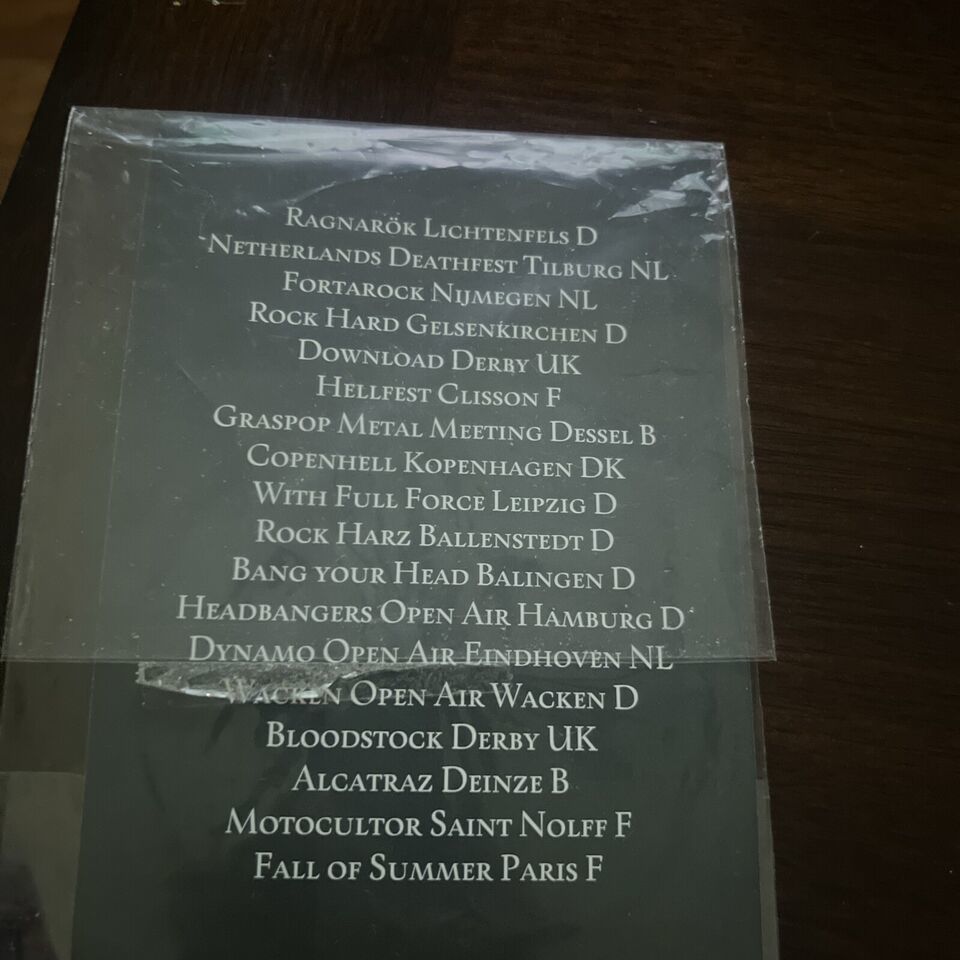 Ragnarök Lichtenfels D
Netherlands Deathfest Tilburg NL
Fortarock Nijmegen NL
Rock Hard Gelsenkirchen D
Download Derby UK
Hellfest Clisson F
Graspop Metal Meeting Dessel B
Copenhell Kopenhagen DK
With Full Force Leipzig D
Rock Harz Ballenstedt D
Bang your Head Balingen D
Headbangers Open Air Hamburg D
Dynamo Open Air Eindhoven NL
Wacken Open Air Wacken D
Bloodstock Derby UK
Alcatraz Deinze B
Motocultor Saint Nolff F
Fall of Summer Paris F